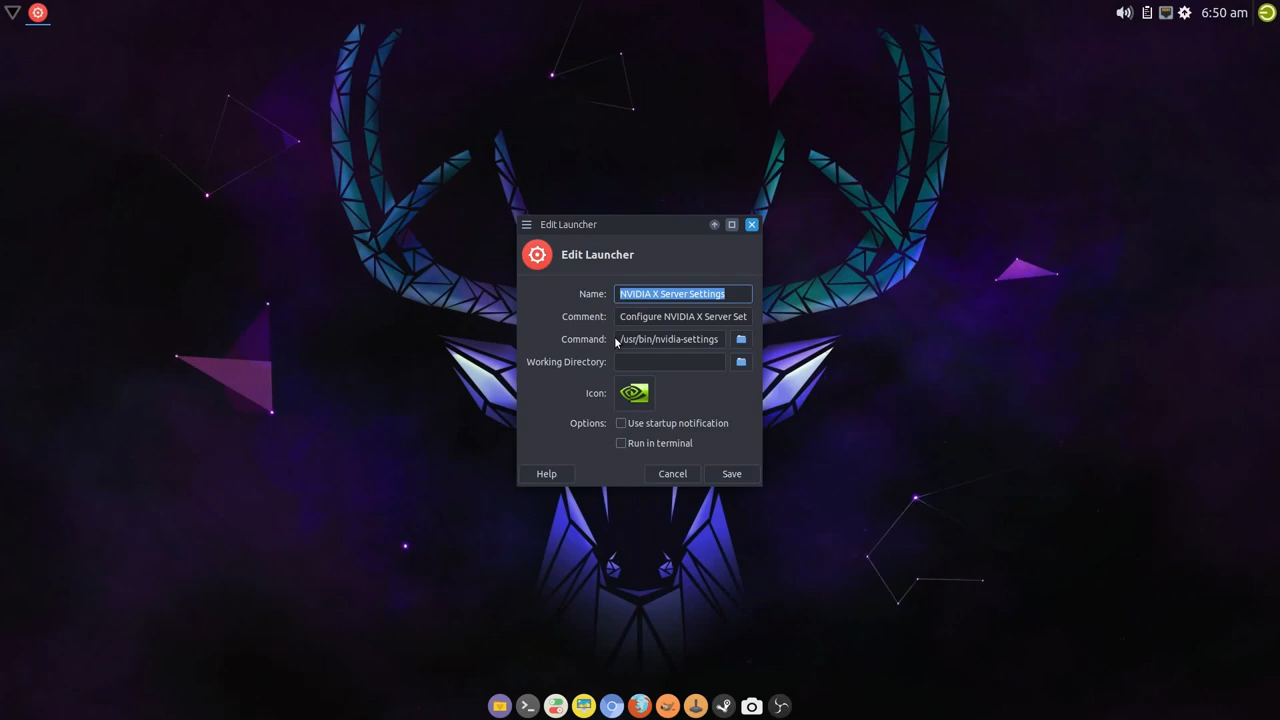 6:50 am
Edit Launcher
Edit Launcher
Name: NVIDIA X Server Settings
Comment: Configure NVIDIA X Server Set
Command: /usr/bin/nvidia-settings
Working Directory:
Icon:
Options: Use startup notification
Run in terminal
Help Cancel Save